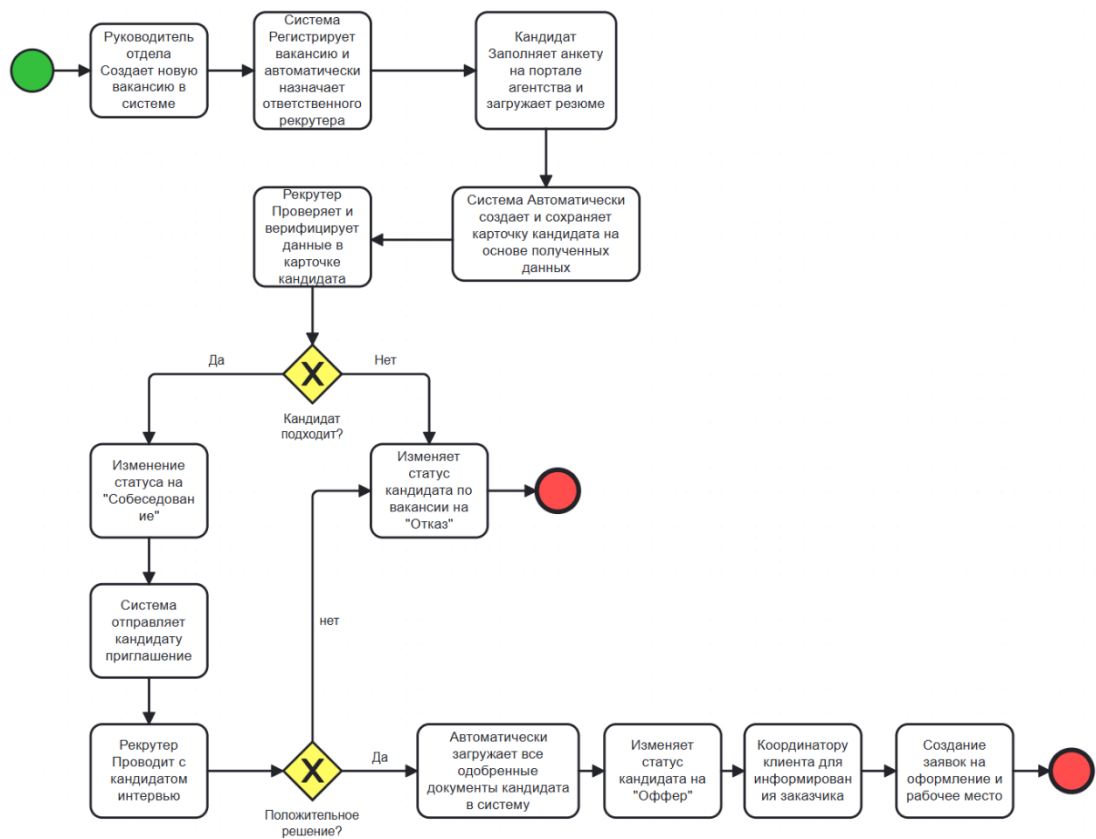 Руководитель
отдела
Создает новую
вакансию в
системе
Система
Регистрирует
вакансию и
автоматически
назначает
ответственного
рекрутера
Кандидат
Заполняет анкету
на портале
агентства и
загружает резюме
Рекрутер
Проверяет и
верифицирует
данные в
карточке
кандидата
Система Автоматически
создает и сохраняет
карточку кандидата на
основе полученных
данных
Да
Нет
X
Кандидат
подходит?
Изменение
статуса на
"Собеседован
ие"
Изменяет
статус
кандидата по
вакансии на
"Отказ"
Система
отправляет
кандидату
приглашение
нет
Рекрутер
Проводит с
кандидатом
интервью
X
Положительное
решение?
Да
Автоматически
загружает все
одобренные
документы кандидата
в систему
Изменяет
статус
кандидата на
"Оффер"
Координатору
клиента для
информирован
ия заказчика
Создание
заявок на
оформление и
рабочее место